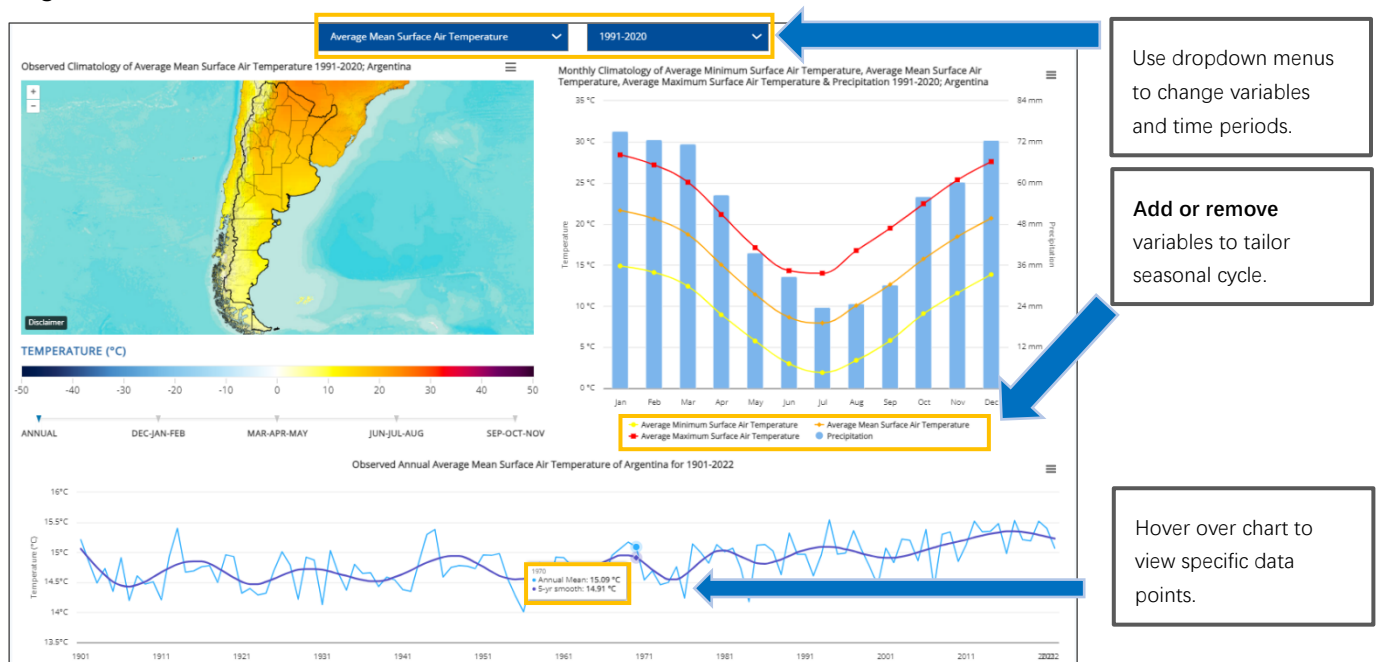 Average Mean Surface Air Temperature
1991-2020
Use dropdown menus
to change variables
and time periods.
Observed Climatology of Average Mean Surface Air Temperature 1991-2020; Argentina
+
−
Disclaimer
TEMPERATURE (°C)
-50 -40 -30 -20 -10 0 10 20 30 40 50
ANNUAL DEC-JAN-FEB MAR-APR-MAY JUN-JUL-AUG SEP-OCT-NOV
Monthly Climatology of Average Minimum Surface Air Temperature, Average Mean Surface Air
Temperature, Average Maximum Surface Air Temperature & Precipitation 1991-2020; Argentina
35 °C 84 mm
30 °C 72 mm
25 °C 60 mm
20 °C 48 mm
15 °C 36 mm
10 °C 24 mm
5 °C 12 mm
0 °C
Temperature
Precipitation
Jan Feb Mar Apr May Jun Jul Aug Sep Oct Nov Dec
Average Minimum Surface Air Temperature Average Mean Surface Air Temperature
Average Maximum Surface Air Temperature Precipitation
Add or remove
variables to tailor
seasonal cycle.
Observed Annual Average Mean Surface Air Temperature of Argentina for 1901-2022
16°C
15.5°C
15°C
14.5°C
14°C
13.5°C
Temperature (°C)
1970
Annual Mean: 15.09 °C
5-yr smooth: 14.91 °C
1901 1911 1921 1931 1941 1951 1961 1971 1981 1991 2001 2011
Hover over chart to
view specific data
points.